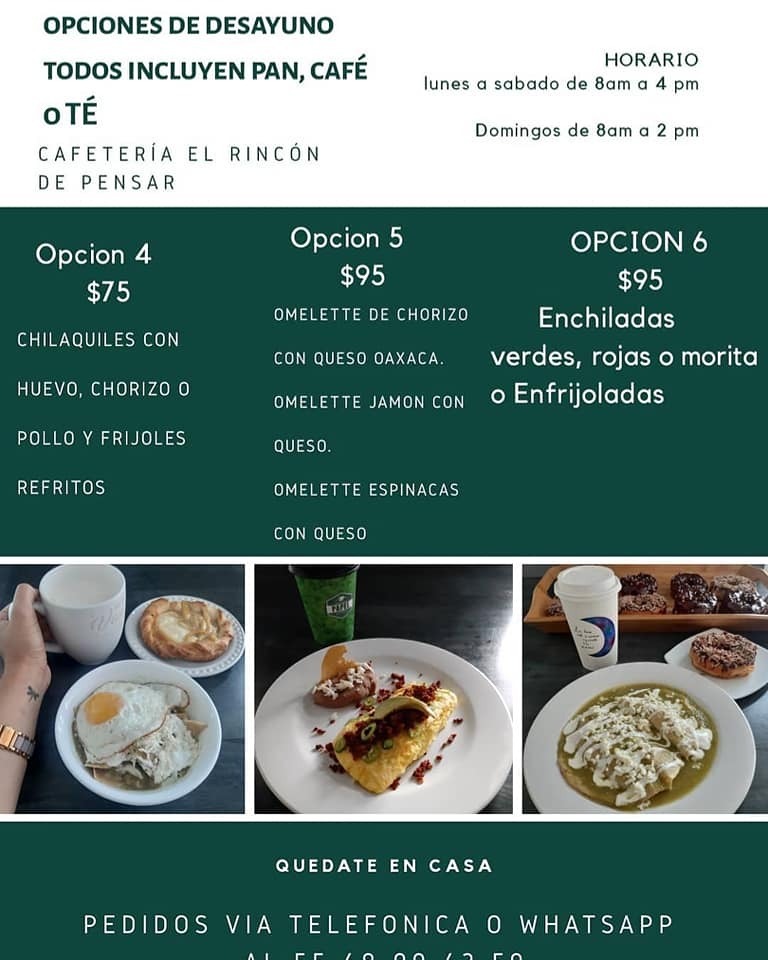 OPCIONES DE DESAYUNO
TODOS INCLUYEN PAN, CAFÉ
O TÉ
CAFETERÍA EL RINCÓN
DE PENSAR
HORARIO
lunes a sabado de 8am a 4 pm
Domingos de 8am a 2 pm
Opcion 4
$75
CHILAQUILES CON
HUEVO, CHORIZO O
POLLO Y FRIJOLES
REFRITOS
Opcion 5
$95
OMELETTE DE CHORIZO
CON QUESO OAXACA.
OMELETTE JAMON CON
QUESO.
OMELETTE ESPINACAS
CON QUESO
OPCION 6
$95
Enchiladas
verdes, rojas o morita
o Enfrijoladas
QUEDATE EN CASA
PEDIDOS VIA TELEFONICA O WHATSAPP
AL 55